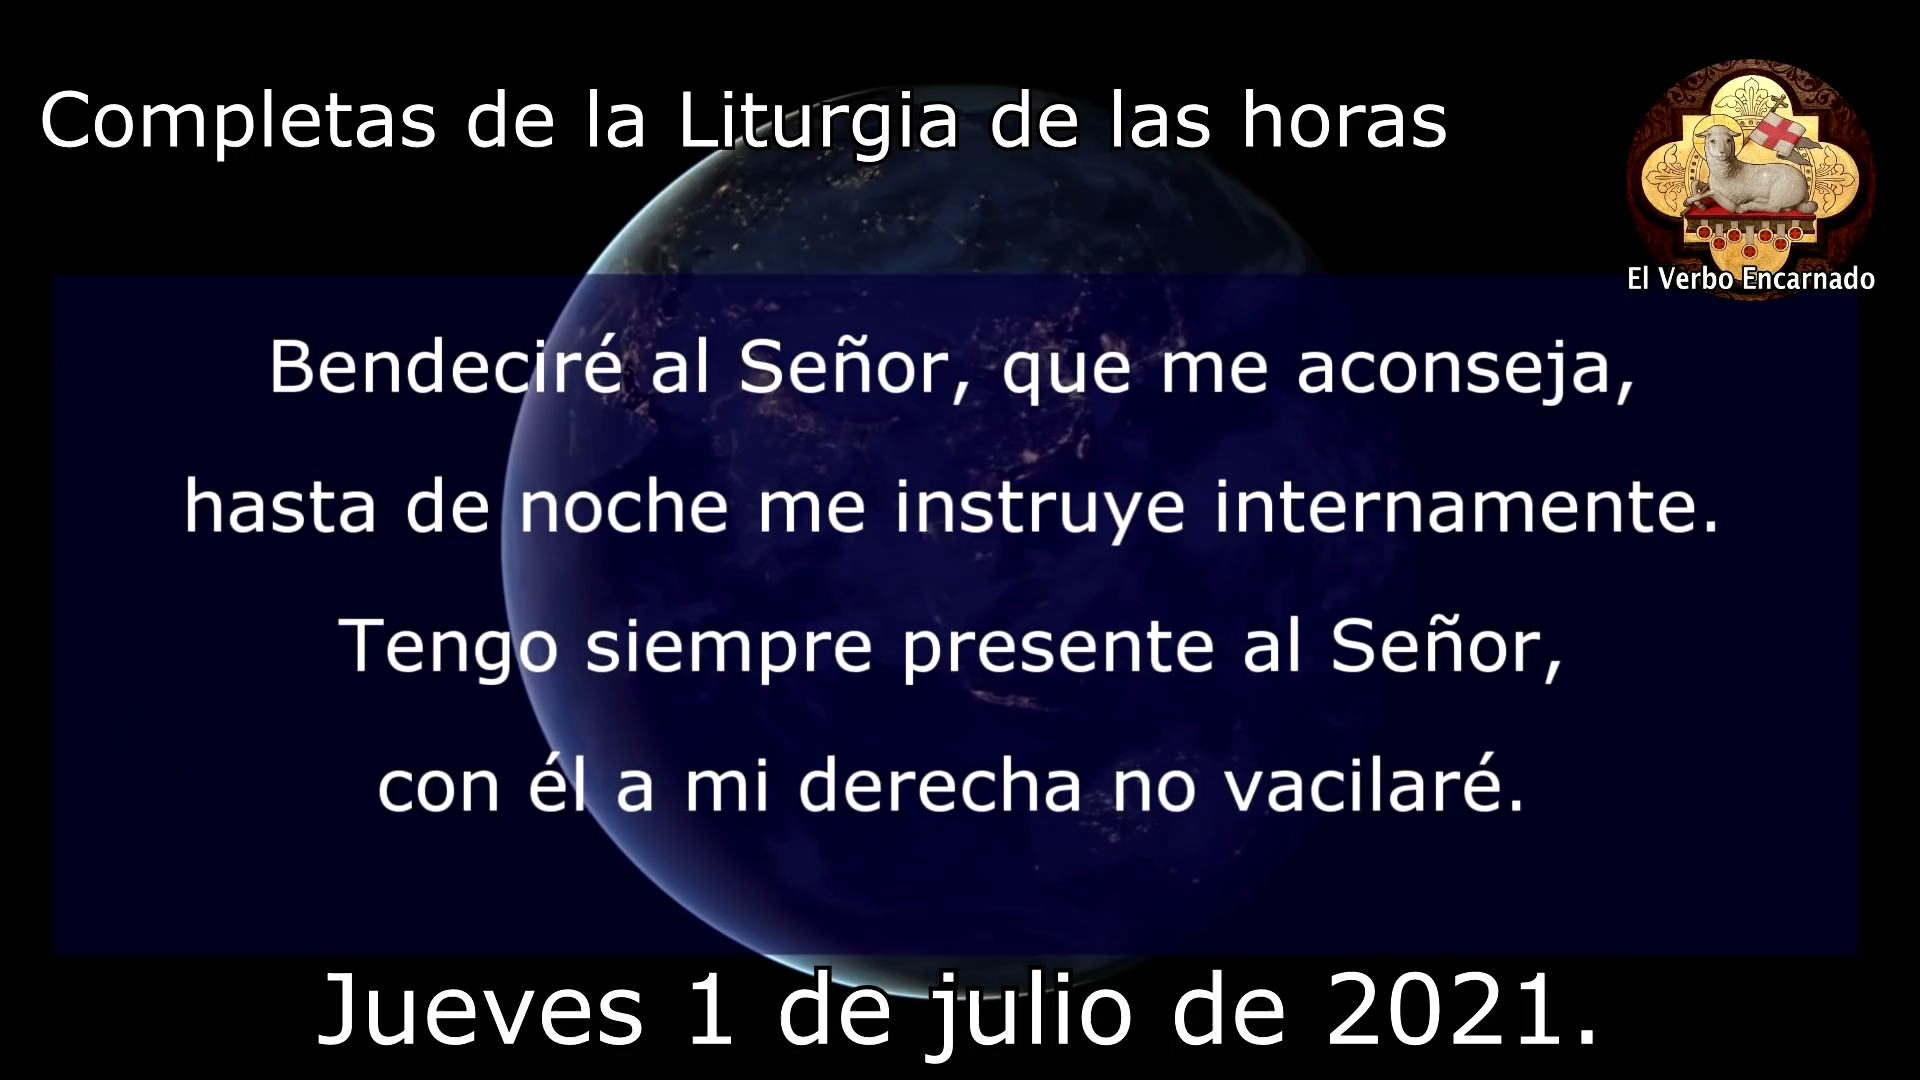 Completas de la Liturgia de las horas
El Verbo Encarnado
Bendeciré al Señor, que me aconseja,
hasta de noche me instruye internamente.
Tengo siempre presente al Señor,
con él a mi derecha no vacilaré.
Jueves 1 de julio de 2021.